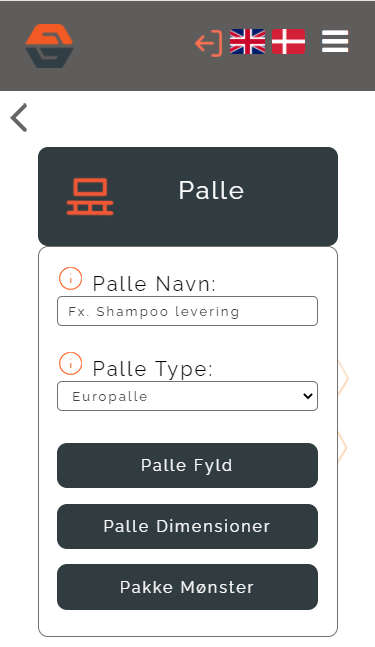 Palle
Palle Navn:
Fx. Shampoo levering
Palle Type:
Europalle
Palle Fyld
Palle Dimensioner
Pakke Mønster